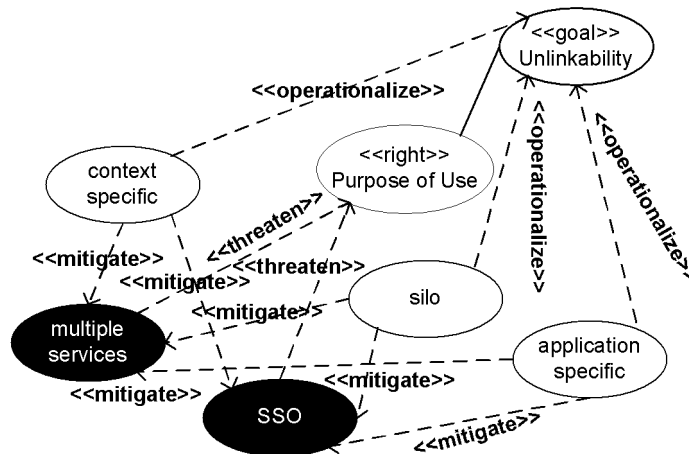 <<goal>>
Unlinkability
<<operationalize>>
<<right>>
Purpose of Use
context
specific
<<operationalize>>
<<operationalize>>
<<threaten>>
<<mitigate>>
<<mitigate>>
<<threaten>>
silo
<<mitigate>>
multiple
services
application
specific
<<mitigate>>
<<mitigate>>
SSO
<<mitigate>>